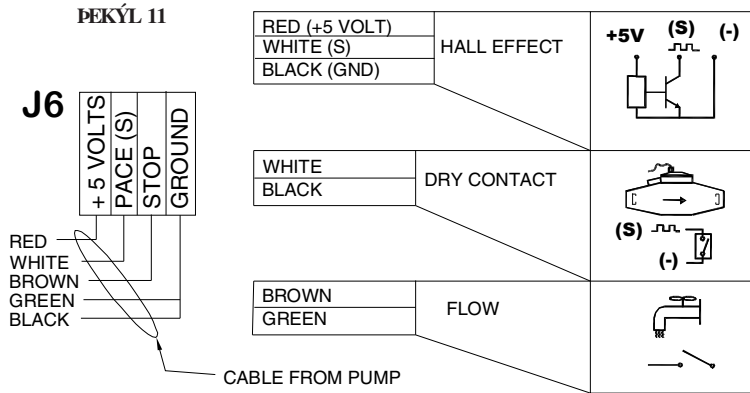 ÞEKÝL 11
J6
+ 5 VOLTS
PACE (S)
STOP
GROUND
RED
WHITE
BROWN
GREEN
BLACK
CABLE FROM PUMP
RED (+5 VOLT)
WHITE (S)
BLACK (GND)
HALL EFFECT
+5V (S) (-)
WHITE
BLACK
DRY CONTACT
(S)
(-)
BROWN
GREEN
FLOW